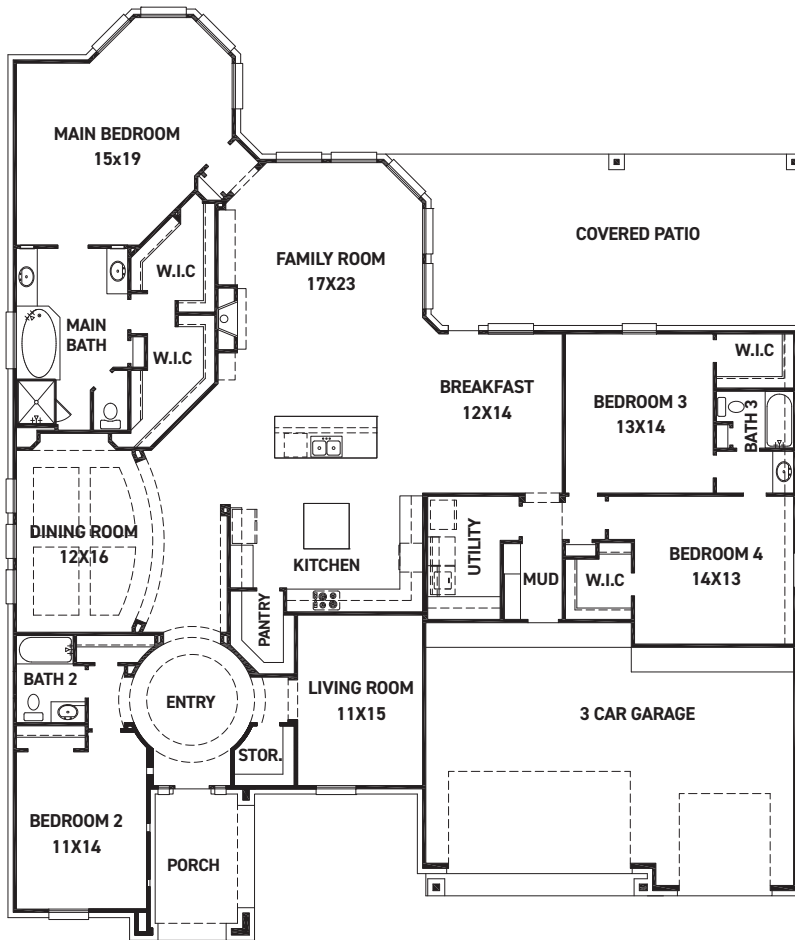 MAIN BEDROOM
15x19
COVERED PATIO
FAMILY ROOM
17X23
W.I.C
MAIN
BATH
W.I.C
W.I.C
BREAKFAST
12X14
BEDROOM 3
13X14
BATH 3
DINING ROOM
12X16
KITCHEN
UTILITY
MUD
W.I.C
BEDROOM 4
14X13
PANTRY
BATH 2
ENTRY
LIVING ROOM
11X15
3 CAR GARAGE
STOR.
BEDROOM 2
11X14
PORCH